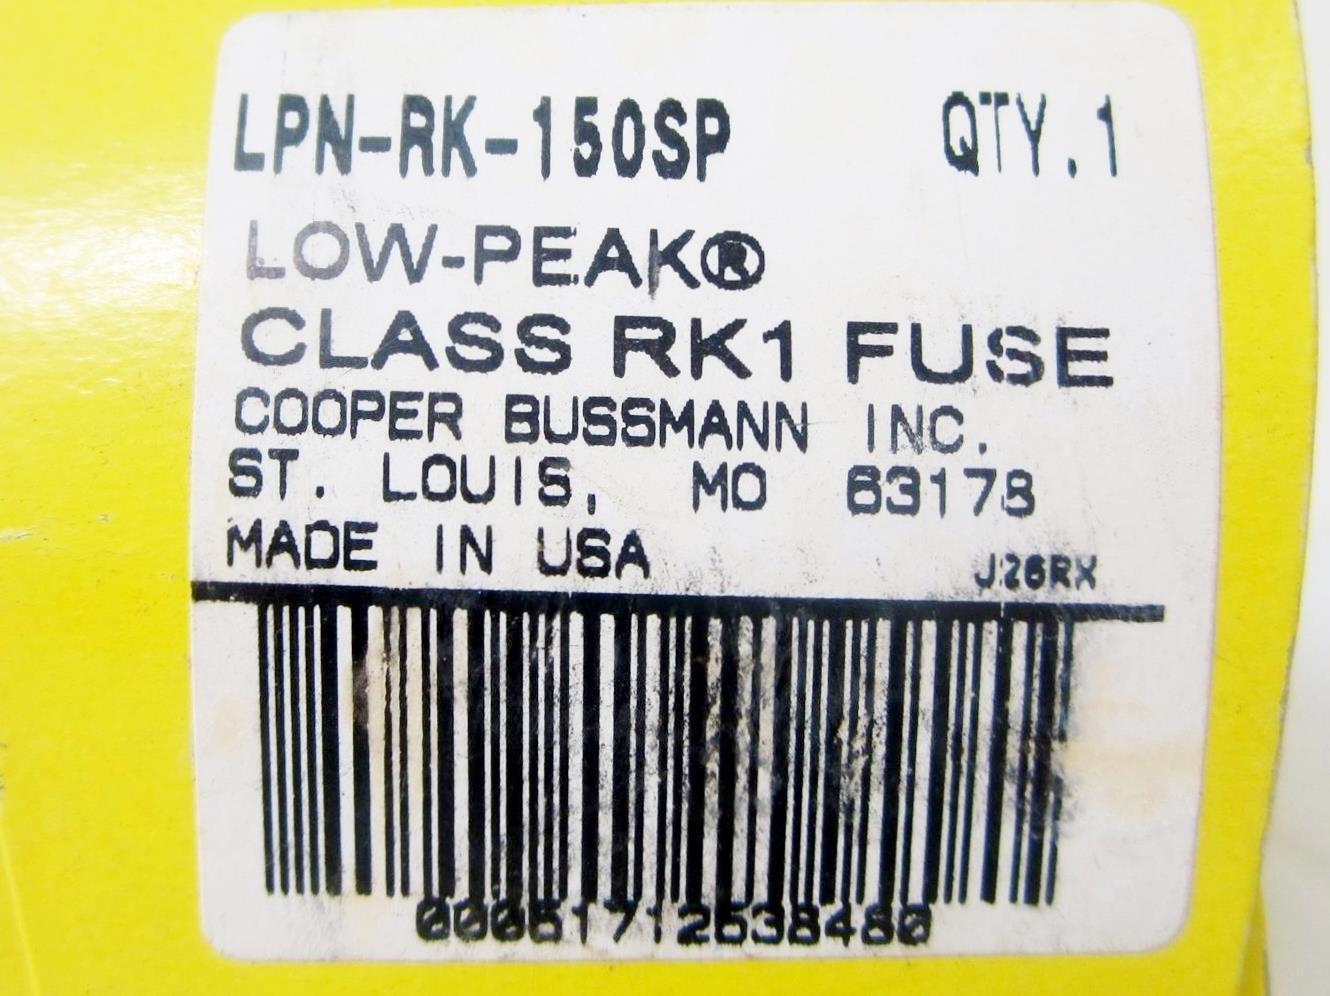 LPN-RK-150SP QTY.1
LOW-PEAK®
CLASS RK1 FUSE
COOPER BUSSMANN INC.
ST. LOUIS, MO 63178
MADE IN USA J26RX